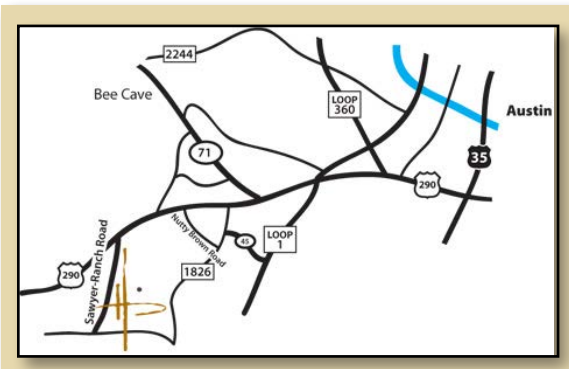 2244
Bee Cave
LOOP
360
Austin
71
35
290
Nutty Brown Road
45
LOOP
1
Sawyer-Ranch Road
290
1826